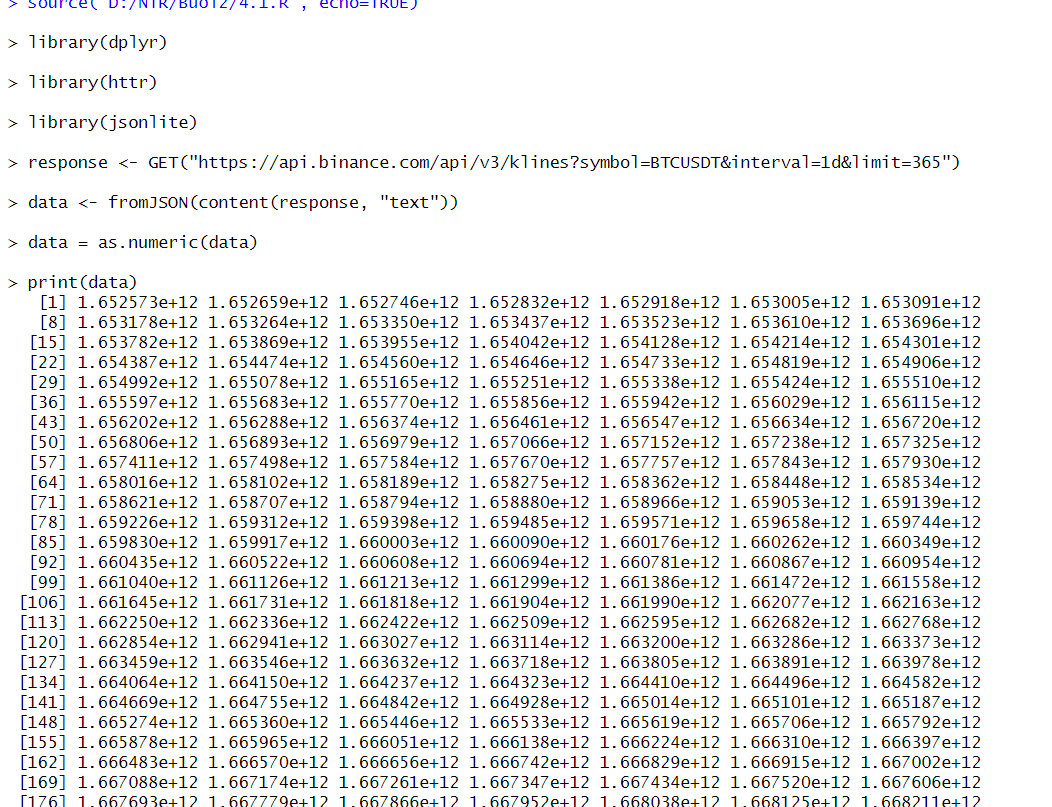 > source('D:/NTR/Buoi2/4.1.R', echo=TRUE)
> library(dplyr)
> library(httr)
> library(jsonlite)
> response <- GET("https://api.binance.com/api/v3/klines?symbol=BTCUSDT&interval=1d&limit=365")
> data <- fromJSON(content(response, "text"))
> data = as.numeric(data)
> print(data)
[1] 1.652573e+12 1.652659e+12 1.652746e+12 1.652832e+12 1.652918e+12 1.653005e+12 1.653091e+12
[8] 1.653178e+12 1.653264e+12 1.653350e+12 1.653437e+12 1.653523e+12 1.653610e+12 1.653696e+12
[15] 1.653782e+12 1.653869e+12 1.653955e+12 1.654042e+12 1.654128e+12 1.654214e+12 1.654301e+12
[22] 1.654387e+12 1.654474e+12 1.654560e+12 1.654646e+12 1.654733e+12 1.654819e+12 1.654906e+12
[29] 1.654992e+12 1.655078e+12 1.655165e+12 1.655251e+12 1.655338e+12 1.655424e+12 1.655510e+12
[36] 1.655597e+12 1.655683e+12 1.655770e+12 1.655856e+12 1.655942e+12 1.656029e+12 1.656115e+12
[43] 1.656202e+12 1.656288e+12 1.656374e+12 1.656461e+12 1.656547e+12 1.656634e+12 1.656720e+12
[50] 1.656806e+12 1.656893e+12 1.656979e+12 1.657066e+12 1.657152e+12 1.657238e+12 1.657325e+12
[57] 1.657411e+12 1.657498e+12 1.657584e+12 1.657670e+12 1.657757e+12 1.657843e+12 1.657930e+12
[64] 1.658016e+12 1.658102e+12 1.658189e+12 1.658275e+12 1.658362e+12 1.658448e+12 1.658534e+12
[71] 1.658621e+12 1.658707e+12 1.658794e+12 1.658880e+12 1.658966e+12 1.659053e+12 1.659139e+12
[78] 1.659226e+12 1.659312e+12 1.659398e+12 1.659485e+12 1.659571e+12 1.659658e+12 1.659744e+12
[85] 1.659830e+12 1.659917e+12 1.660003e+12 1.660090e+12 1.660176e+12 1.660262e+12 1.660349e+12
[92] 1.660435e+12 1.660522e+12 1.660608e+12 1.660694e+12 1.660781e+12 1.660867e+12 1.660954e+12
[99] 1.661040e+12 1.661126e+12 1.661213e+12 1.661299e+12 1.661386e+12 1.661472e+12 1.661558e+12
[106] 1.661645e+12 1.661731e+12 1.661818e+12 1.661904e+12 1.661990e+12 1.662077e+12 1.662163e+12
[113] 1.662250e+12 1.662336e+12 1.662422e+12 1.662509e+12 1.662595e+12 1.662682e+12 1.662768e+12
[120] 1.662854e+12 1.662941e+12 1.663027e+12 1.663114e+12 1.663200e+12 1.663286e+12 1.663373e+12
[127] 1.663459e+12 1.663546e+12 1.663632e+12 1.663718e+12 1.663805e+12 1.663891e+12 1.663978e+12
[134] 1.664064e+12 1.664150e+12 1.664237e+12 1.664323e+12 1.664410e+12 1.664496e+12 1.664582e+12
[141] 1.664669e+12 1.664755e+12 1.664842e+12 1.664928e+12 1.665014e+12 1.665101e+12 1.665187e+12
[148] 1.665274e+12 1.665360e+12 1.665446e+12 1.665533e+12 1.665619e+12 1.665706e+12 1.665792e+12
[155] 1.665878e+12 1.665965e+12 1.666051e+12 1.666138e+12 1.666224e+12 1.666310e+12 1.666397e+12
[162] 1.666483e+12 1.666570e+12 1.666656e+12 1.666742e+12 1.666829e+12 1.666915e+12 1.667002e+12
[169] 1.667088e+12 1.667174e+12 1.667261e+12 1.667347e+12 1.667434e+12 1.667520e+12 1.667606e+12
[176] 1.667693e+12 1.667779e+12 1.667866e+12 1.667952e+12 1.668038e+12 1.668125e+12 1.668211e+12